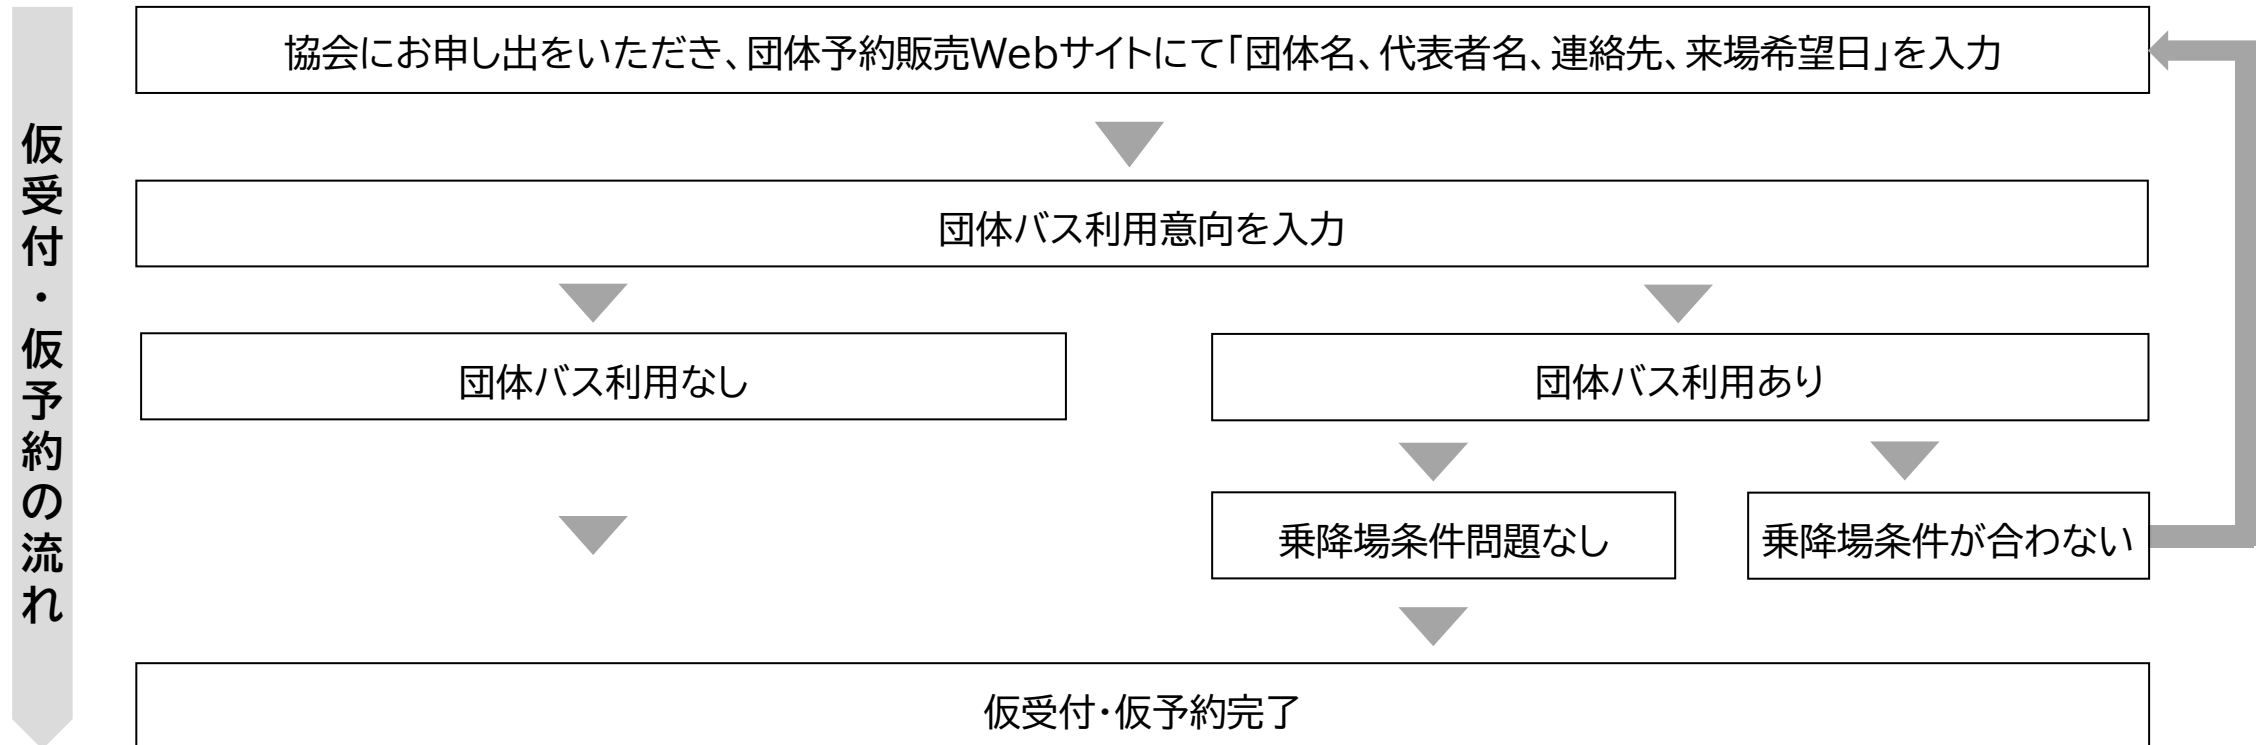 仮受付・仮予約の流れ
協会にお申し出をいただき、団体予約販売Webサイトにて「団体名、代表者名、連絡先、来場希望日」を入力
団体バス利用意向を入力
団体バス利用なし
団体バス利用あり
乗降場条件問題なし
乗降場条件が合わない
仮受付・仮予約完了